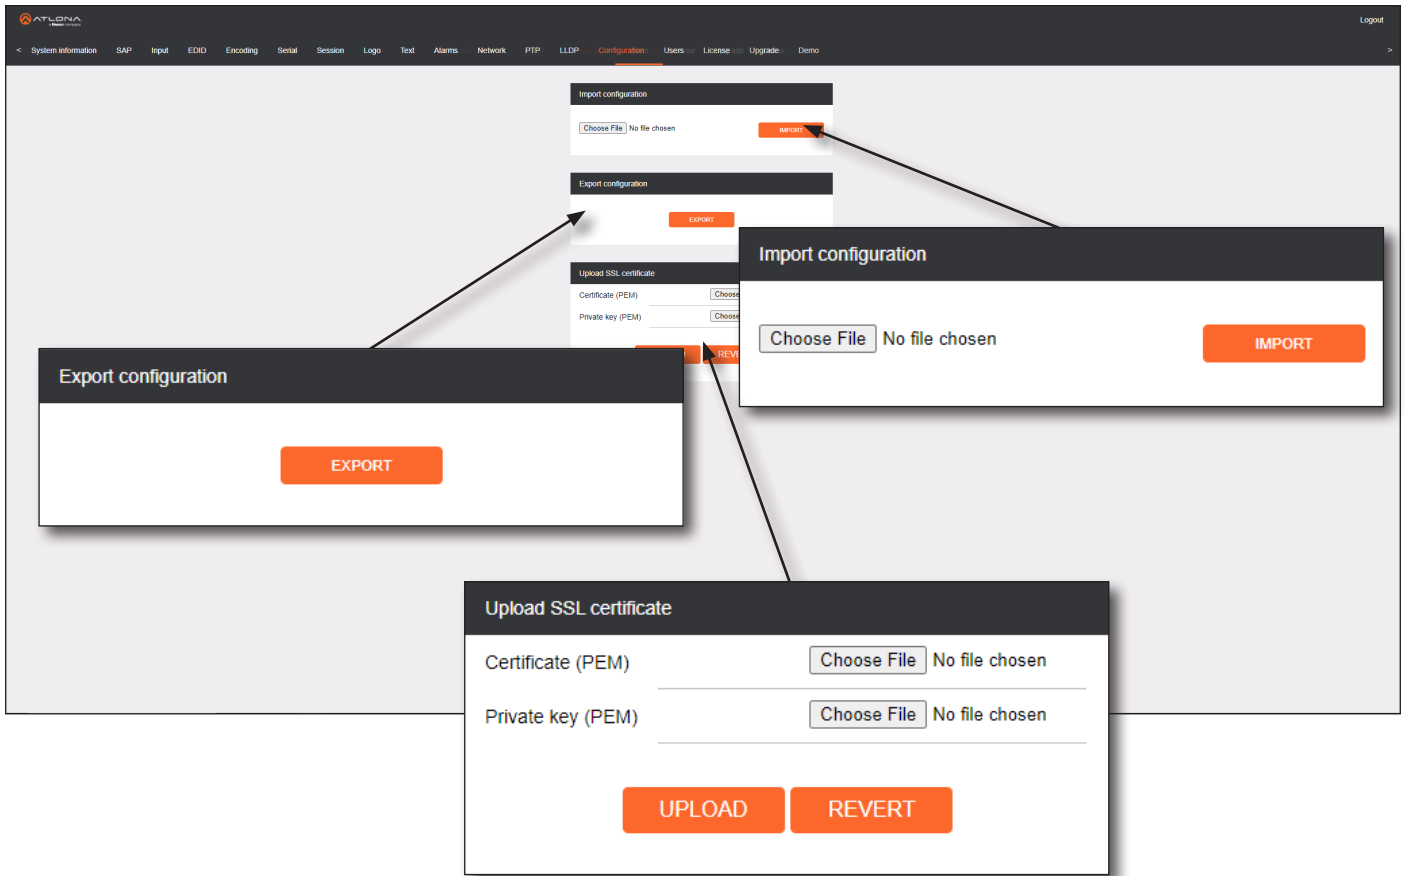 ATLONA
Logout
< System information SAP Input EDID Encoding Serial Session Logo Text Alarms Network PTP LLDP Configuration Users License Upgrade Demo >
Import configuration
Choose File No file chosen
IMPORT
Export configuration
EXPORT
Upload SSL certificate
Certificate (PEM) Choose
Private key (PEM) Choose
REVE
Import configuration
Choose File No file chosen
IMPORT
Export configuration
EXPORT
Upload SSL certificate
Certificate (PEM) Choose File No file chosen
Private key (PEM) Choose File No file chosen
UPLOAD REVERT